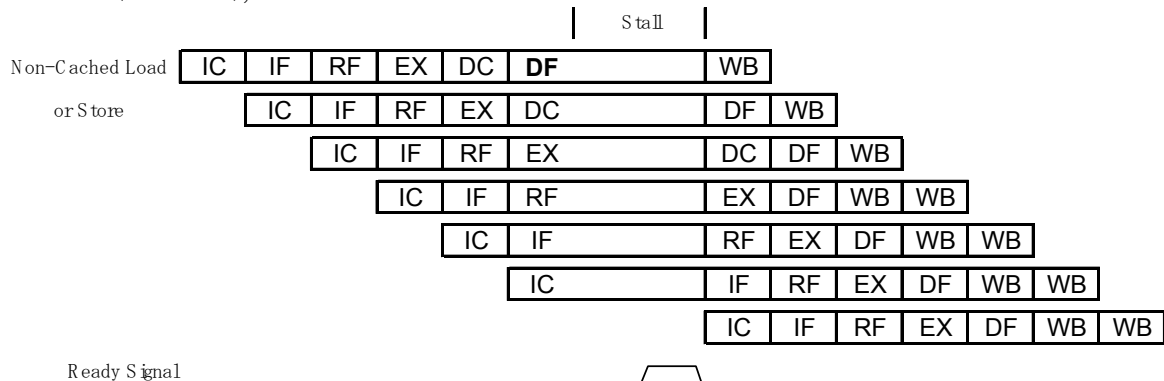 Stall
Non-Cached Load IC IF RF EX DC DF WB
or Store IC IF RF EX DC DF WB
IC IF RF EX DC DF WB
IC IF RF EX DF WB WB
IC IF RF EX DF WB WB
IC IF RF EX DF WB WB
IC IF RF EX DF WB WB
Ready Signal